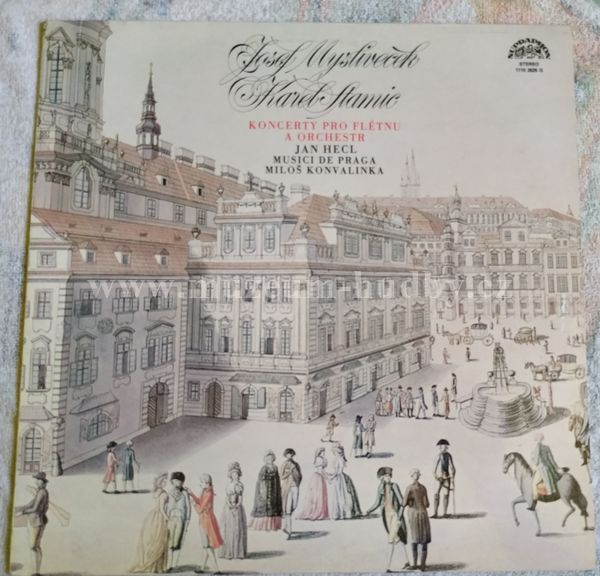 Josef Mysliveček
Karel Stamic
KONCERTY PRO FLÉTNU
A ORCHESTR
JAN HECL
MUSICI DE PRAGA
MILOŠ KONVALINKA
SUPRAPHON
STEREO
www.muzeum-hudby.cz